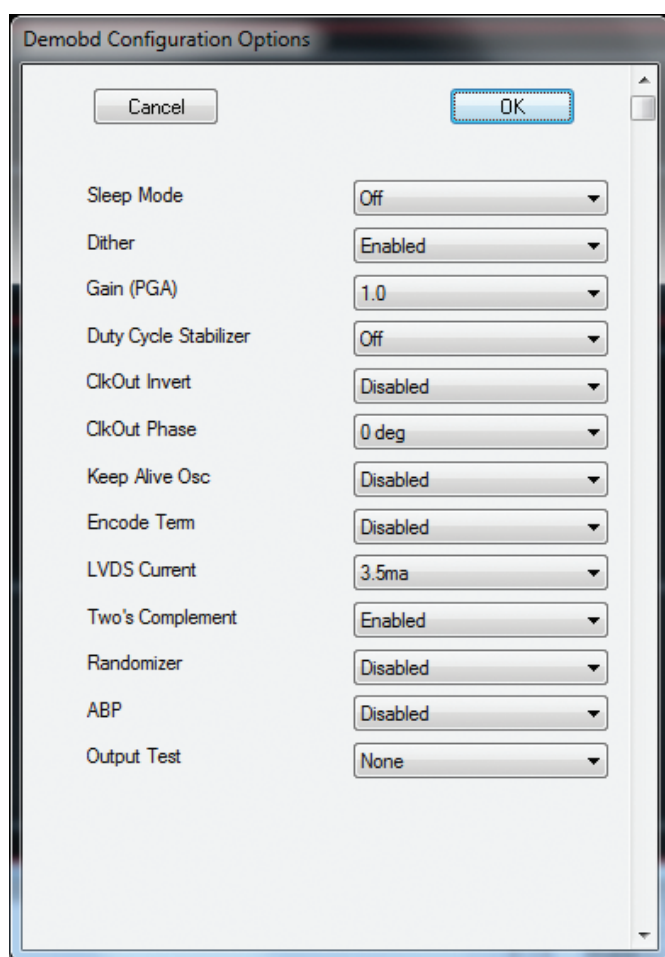 Demobd Configuration Options
Cancel OK
Sleep Mode Off
Dither Enabled
Gain (PGA) 1.0
Duty Cycle Stabilizer Off
ClkOut Invert Disabled
ClkOut Phase 0 deg
Keep Alive Osc Disabled
Encode Term Disabled
LVDS Current 3.5ma
Two's Complement Enabled
Randomizer Disabled
ABP Disabled
Output Test None